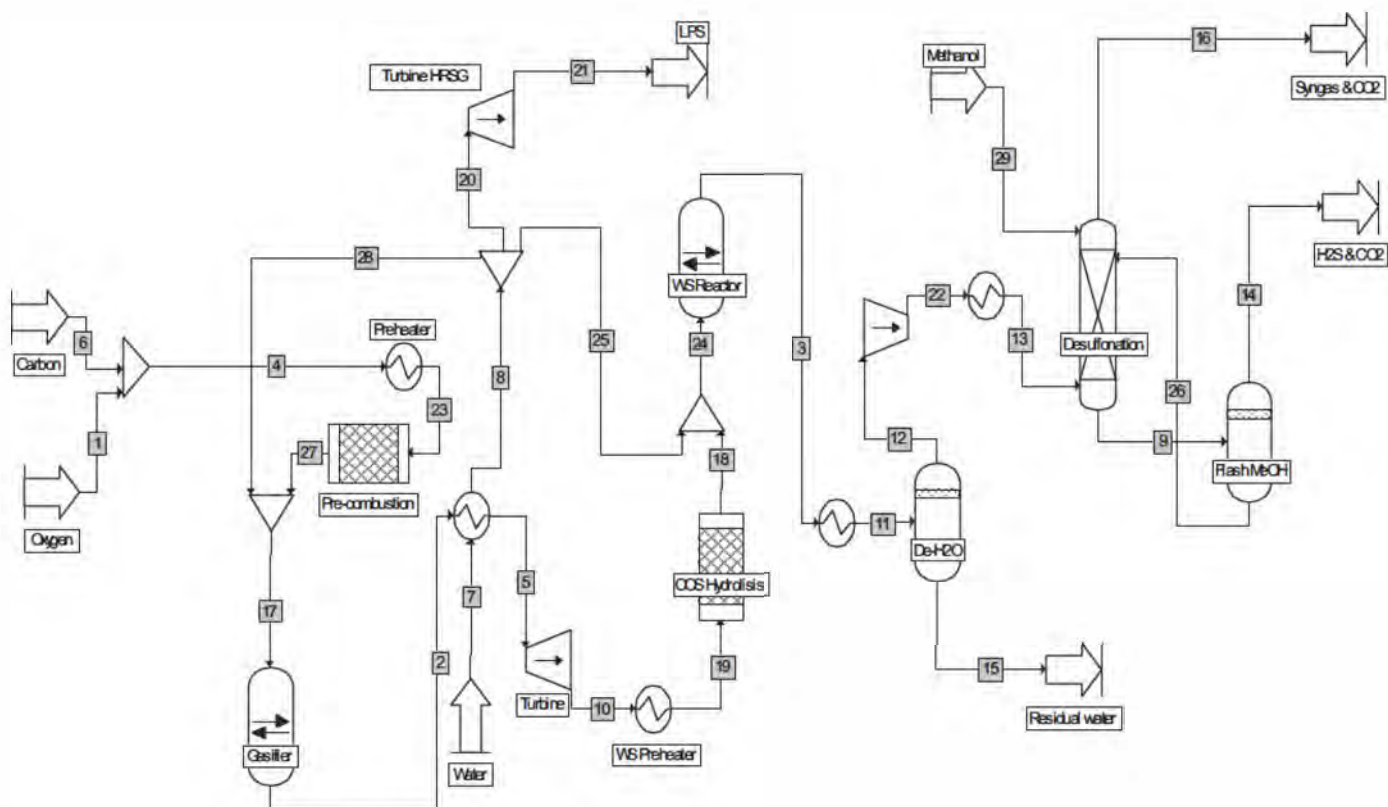 LPS
16
Methanol
21
Turbine HRSG
Syngas & CO2
29
20
H2S & CO2
28
WS Reactor
22
14
Preheater
6
25
24
3
13
Desulfonation
Carbon
4
8
26
23
1
12
9
27
18
Flash MeOH
Pre-combustion
11
Oxygen
De-H2O
COS Hydrolisis
5
7
17
2
19
15
Turbine
10
Residual water
Gasifier
WS Preheater
Water